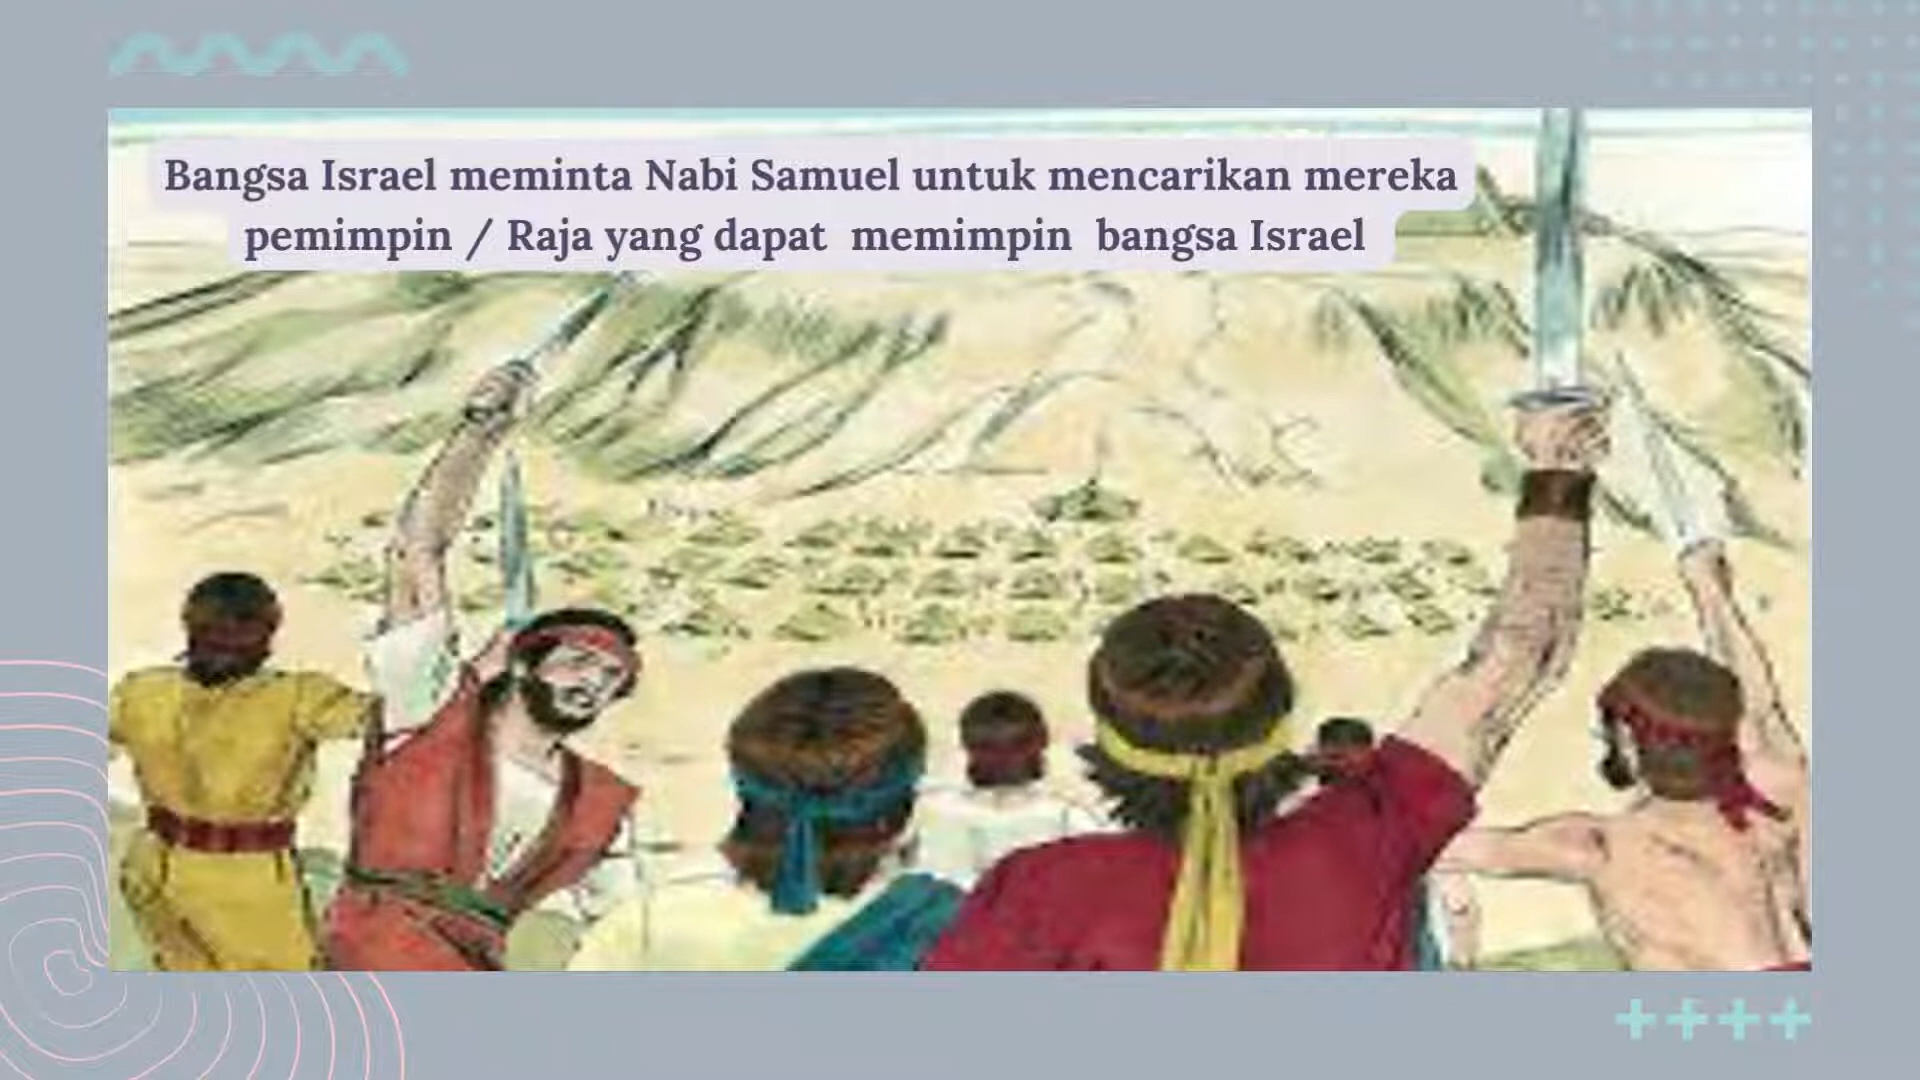 Bangsa Israel meminta Nabi Samuel untuk mencarikan mereka
pemimpin / Raja yang dapat  memimpin  bangsa Israel